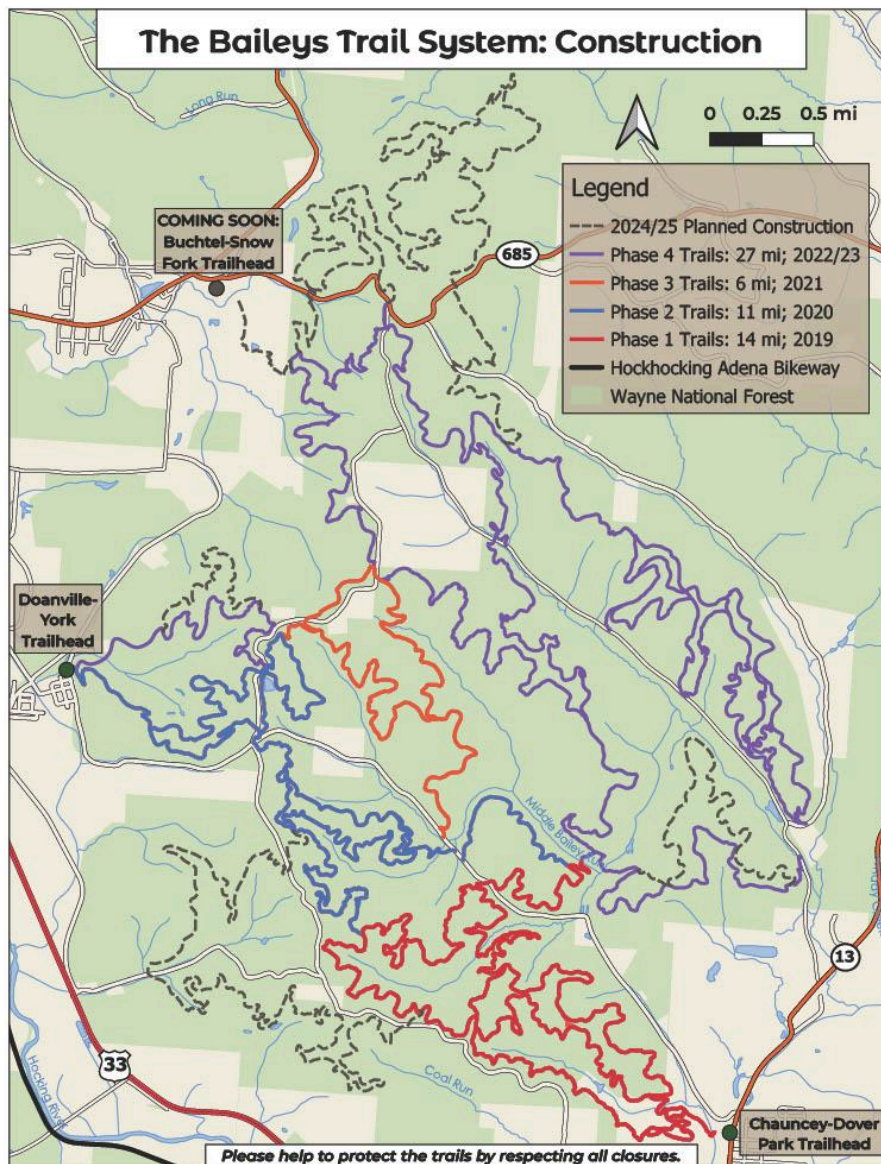 The Baileys Trail System: Construction
Long Run
0 0.25 0.5 mi
Legend
2024/25 Planned Construction
Phase 4 Trails: 27 mi; 2022/23
Phase 3 Trails: 6 mi; 2021
Phase 2 Trails: 11 mi; 2020
Phase 1 Trails: 14 mi; 2019
Hockhocking Adena Bikeway
Wayne National Forest
COMING SOON:
Buchtel-Snow
Fork Trailhead
685
Doanville-
York
Trailhead
Middle Bailey Run
13
33
Hocking River
Coal Run
Chauncey-Dover
Park Trailhead
Please help to protect the trails by respecting all closures.